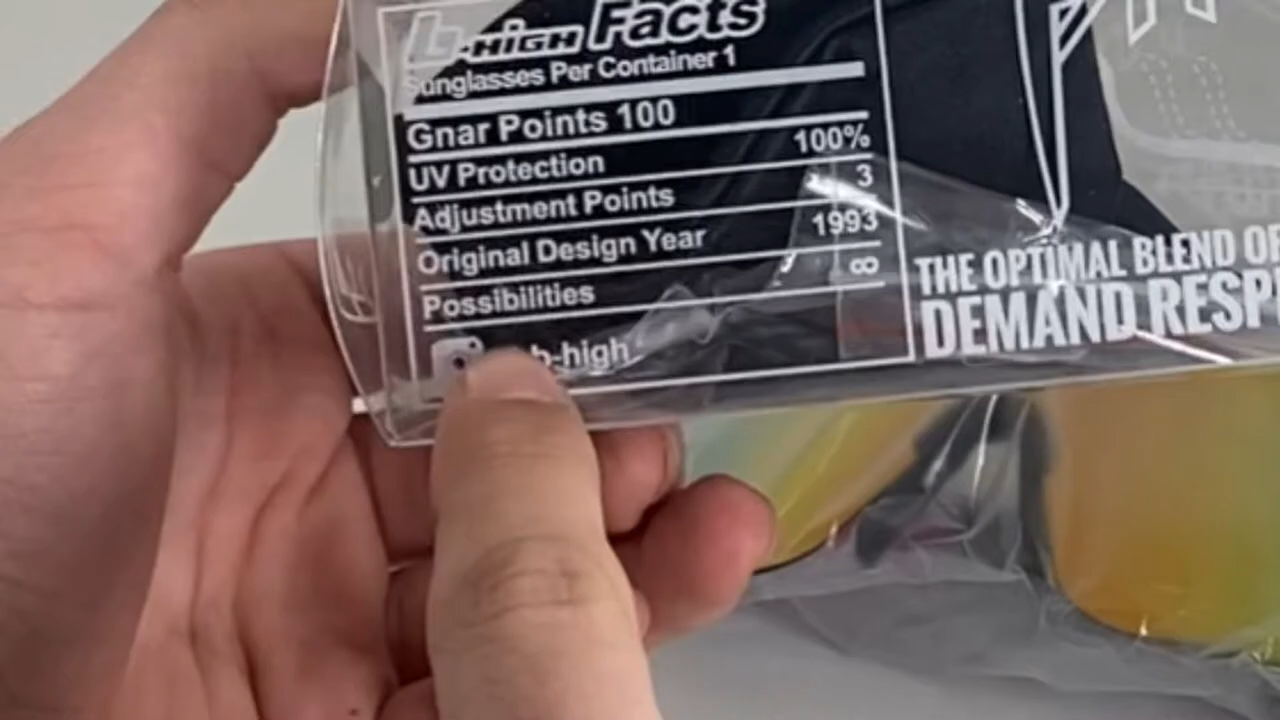 b-high Facts
Sunglasses Per Container 1
Gnar Points 100
UV Protection 100%
Adjustment Points 3
Original Design Year 1993
Possibilities ∞
b-high
THE OPTIMAL BLEND OF
DEMAND RESP